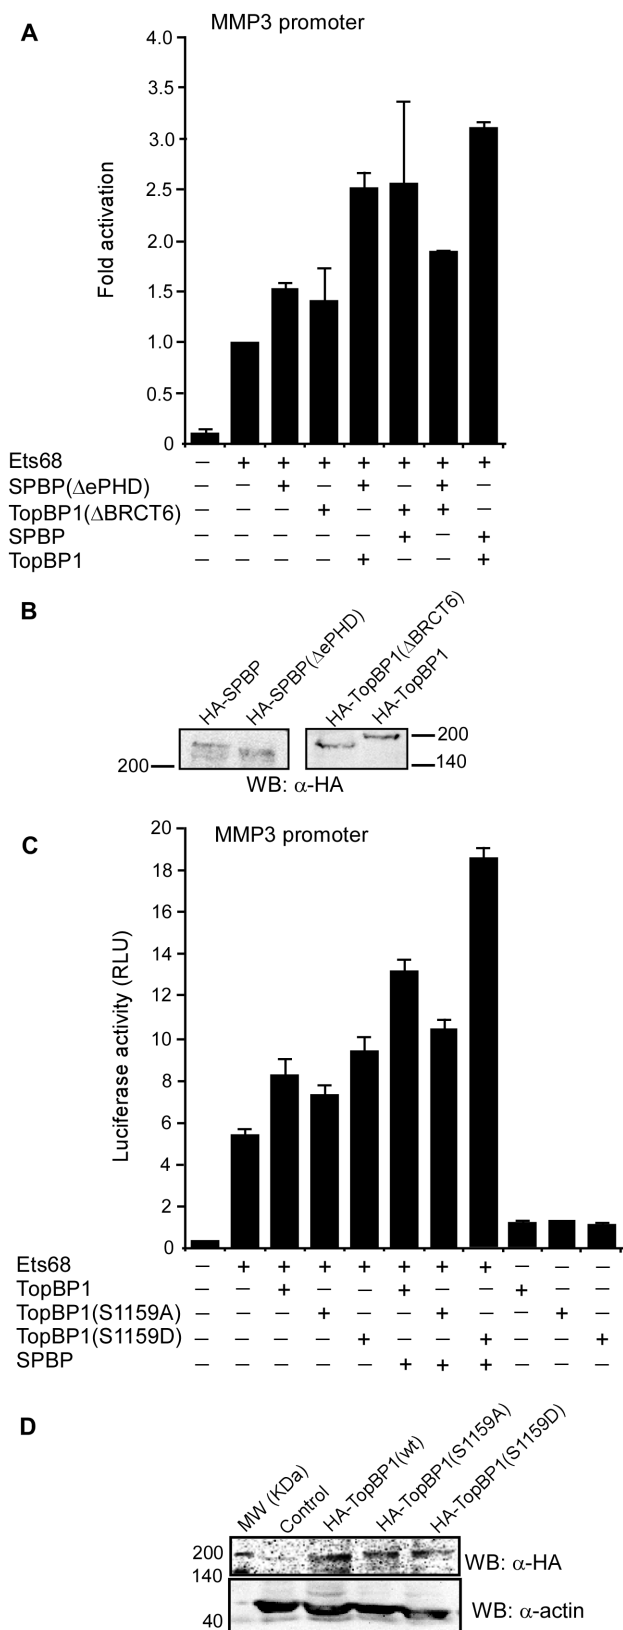 A
MMP3 promoter
Fold activation
4.0
3.5
3.0
2.5
2.0
1.5
1.0
0.5
0
Ets68 – + + + + + + +
SPBP(ΔePHD) – – + – + – + –
TopBP1(ΔBRCT6) – – – + – + + –
SPBP – – – – – + – +
TopBP1 – – – – + – – +
B
HA-SPBP
HA-SPBP(ΔePHD)
HA-TopBP1(ΔBRCT6)
HA-TopBP1
200
200
140
WB: α-HA
C
MMP3 promoter
Luciferase activity (RLU)
20
18
16
14
12
10
8
6
4
2
0
Ets68 – + + + + + + + – – –
TopBP1 – – + – – + – – + – –
TopBP1(S1159A) – – – + – – + – – + –
TopBP1(S1159D) – – – – + – – + – – +
SPBP – – – – – + + + – – –
D
MW (KDa)
Control
HA-TopBP1(wt)
HA-TopBP1(S1159A)
HA-TopBP1(S1159D)
200
140
WB: α-HA
40
WB: α-actin